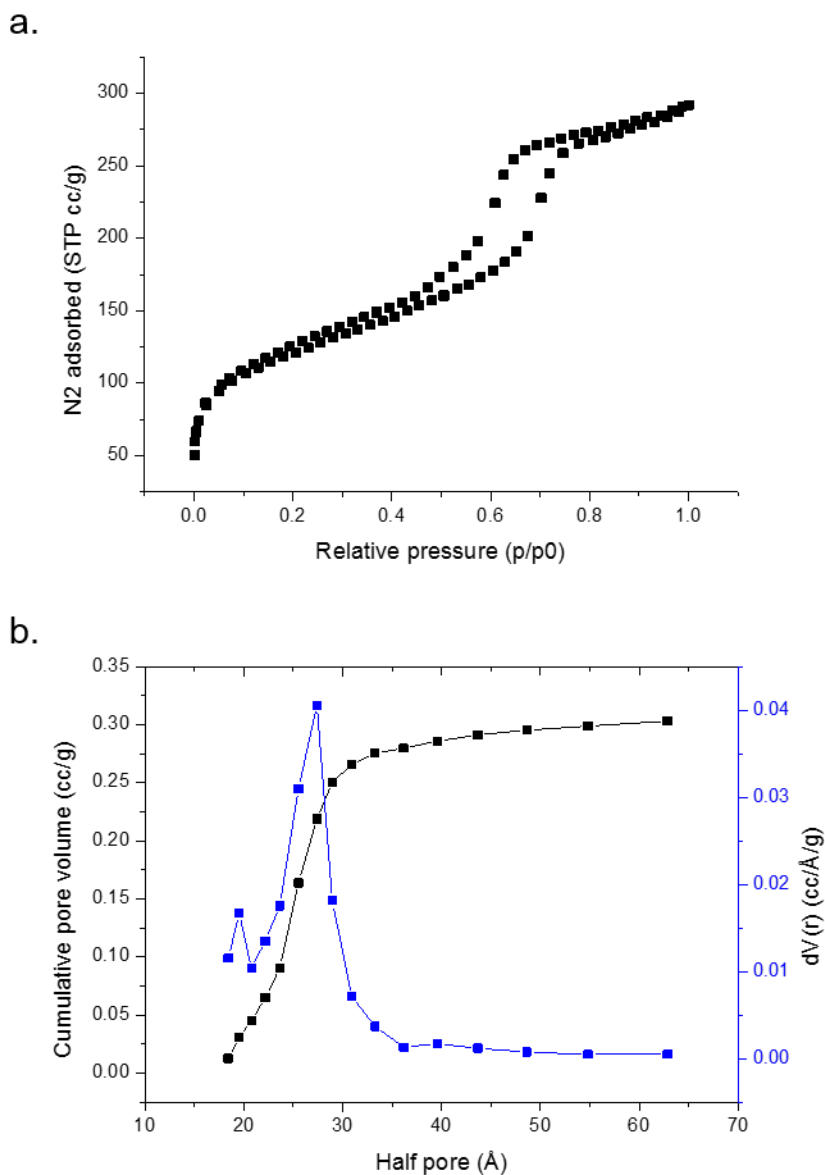 a.
N2 adsorbed (STP cc/g)
300
250
200
150
100
50
0.0 0.2 0.4 0.6 0.8 1.0
Relative pressure (p/p0)
b.
Cumulative pore volume (cc/g)
0.35
0.30
0.25
0.20
0.15
0.10
0.05
0.00
0.04
0.03
0.02
0.01
0.00
dV(r) (cc/Å/g)
10 20 30 40 50 60 70
Half pore (Å)